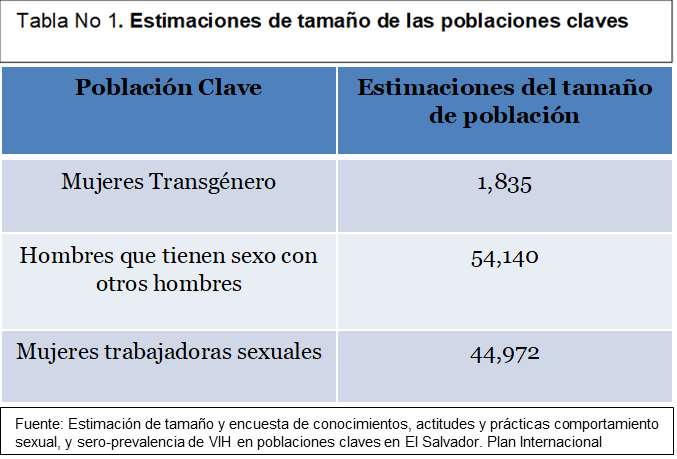 Tabla No 1. Estimaciones de tamaño de las poblaciones claves
Población Clave
Estimaciones del tamaño
de población
Mujeres Transgénero
1,835
Hombres que tienen sexo con
otros hombres
54,140
Mujeres trabajadoras sexuales
44,972
Fuente: Estimación de tamaño y encuesta de conocimientos, actitudes y prácticas comportamiento
sexual, y sero-prevalencia de VIH en poblaciones claves en El Salvador. Plan Internacional